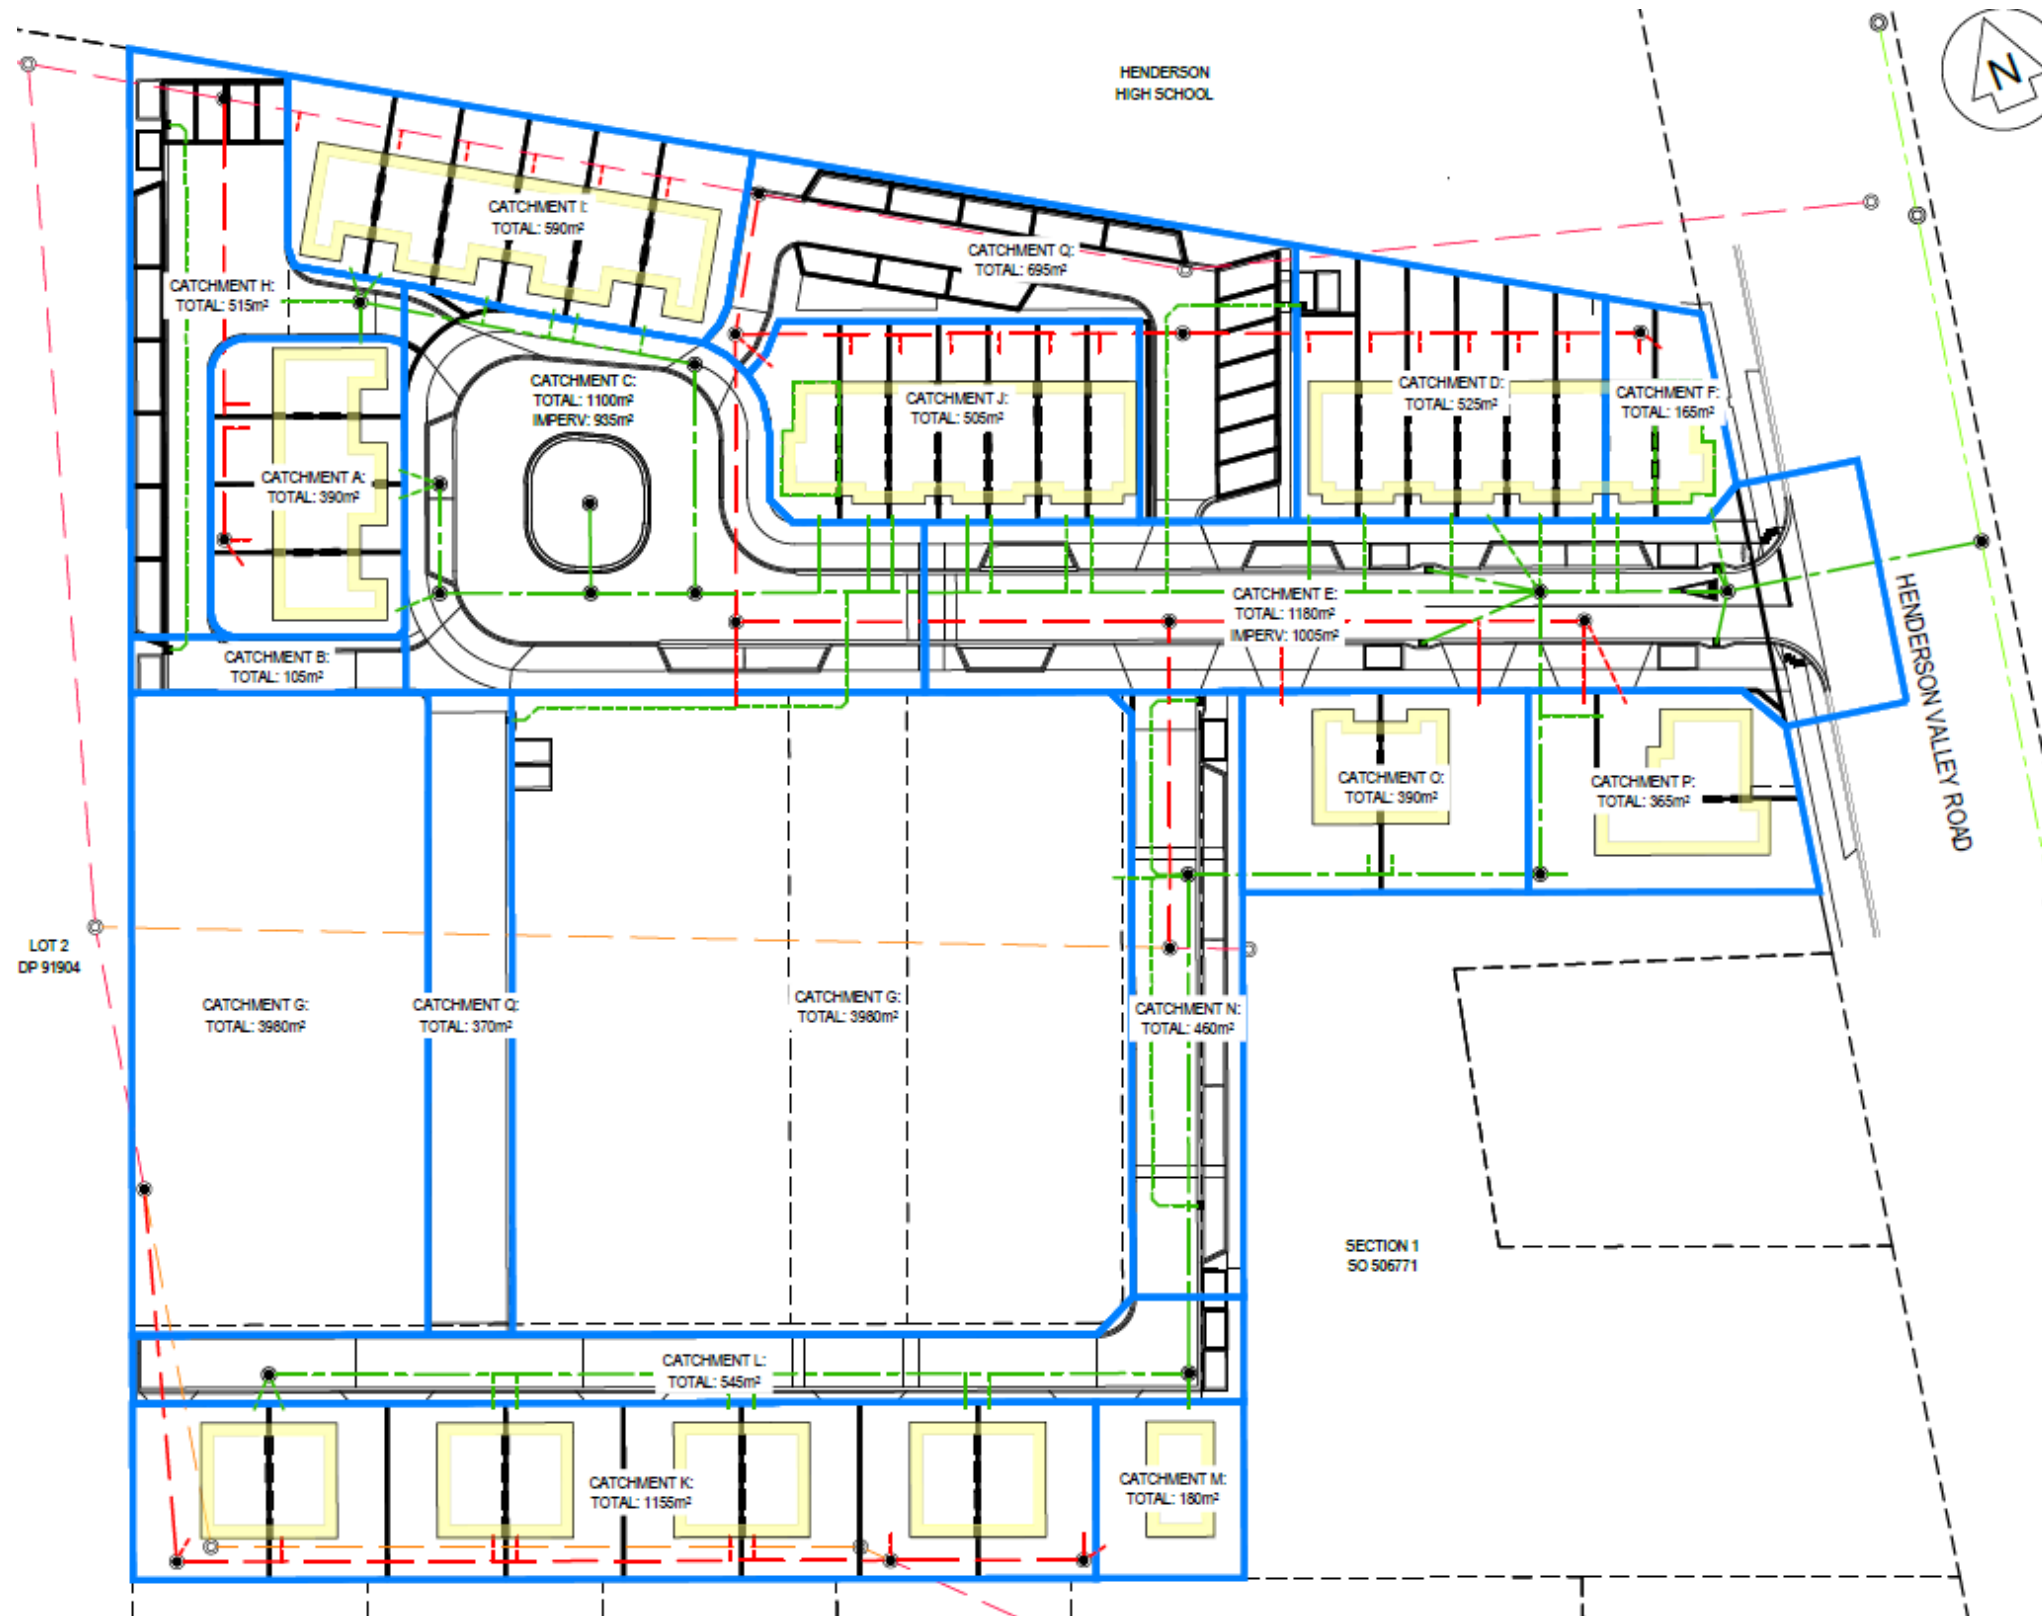 HENDERSON
HIGH SCHOOL
N
CATCHMENT I:
TOTAL: 590m²
CATCHMENT Q:
TOTAL: 695m²
CATCHMENT H:
TOTAL: 515m²
CATCHMENT C:
TOTAL: 1100m²
IMPERV: 935m²
CATCHMENT J:
TOTAL: 505m²
CATCHMENT D:
TOTAL: 525m²
CATCHMENT F:
TOTAL: 165m²
CATCHMENT A:
TOTAL: 390m²
CATCHMENT E:
TOTAL: 1180m²
IMPERV: 1005m²
HENDERSON VALLEY ROAD
CATCHMENT B:
TOTAL: 105m²
CATCHMENT O:
TOTAL: 390m²
CATCHMENT P:
TOTAL: 365m²
LOT 2
DP 91904
CATCHMENT G:
TOTAL: 3980m²
CATCHMENT Q:
TOTAL: 370m²
CATCHMENT G:
TOTAL: 3980m²
CATCHMENT N:
TOTAL: 460m²
SECTION 1
SO 506771
CATCHMENT L:
TOTAL: 545m²
CATCHMENT K:
TOTAL: 1155m²
CATCHMENT M:
TOTAL: 180m²